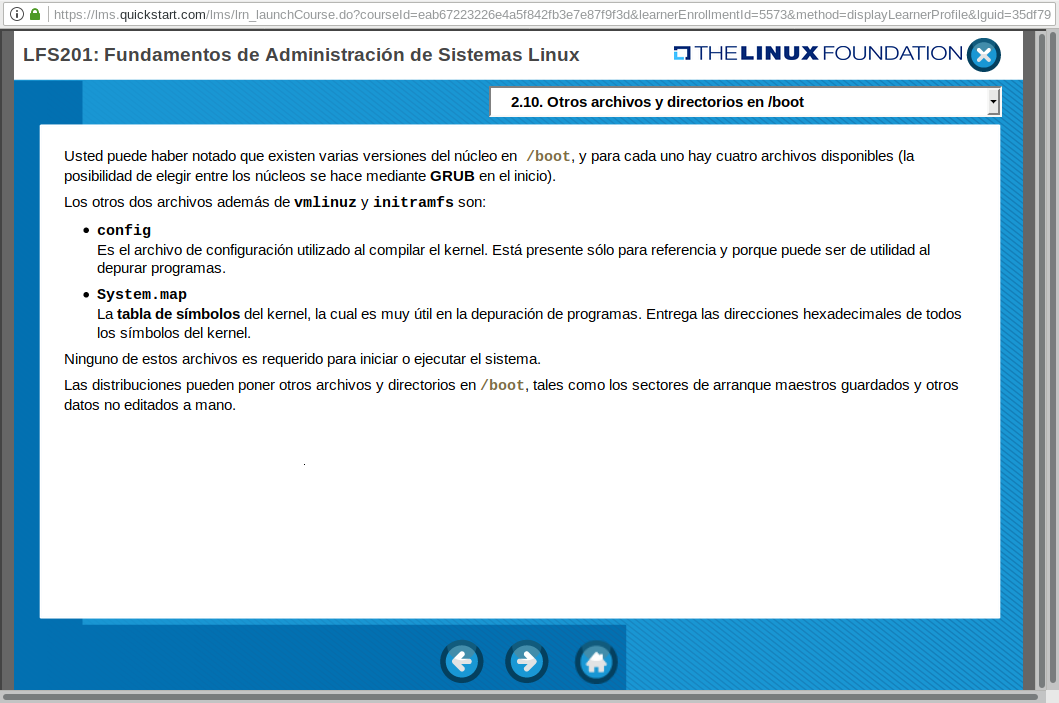 https://lms.quickstart.com/lms/lrn_launchCourse.do?courseId=eab67223226e4a5f842fb3e7e87f9f3d&learnerEnrollmentId=5573&method=displayLearnerProfile&lguid=35df79
LFS201: Fundamentos de Administración de Sistemas Linux
THE LINUX FOUNDATION
2.10. Otros archivos y directorios en /boot
Usted puede haber notado que existen varias versiones del núcleo en /boot, y para cada uno hay cuatro archivos disponibles (la
posibilidad de elegir entre los núcleos se hace mediante GRUB en el inicio).
Los otros dos archivos además de vmlinuz y initramfs son:
• config
Es el archivo de configuración utilizado al compilar el kernel. Está presente sólo para referencia y porque puede ser de utilidad al
depurar programas.
• System.map
La tabla de símbolos del kernel, la cual es muy útil en la depuración de programas. Entrega las direcciones hexadecimales de todos
los símbolos del kernel.
Ninguno de estos archivos es requerido para iniciar o ejecutar el sistema.
Las distribuciones pueden poner otros archivos y directorios en /boot, tales como los sectores de arranque maestros guardados y otros
datos no editados a mano.